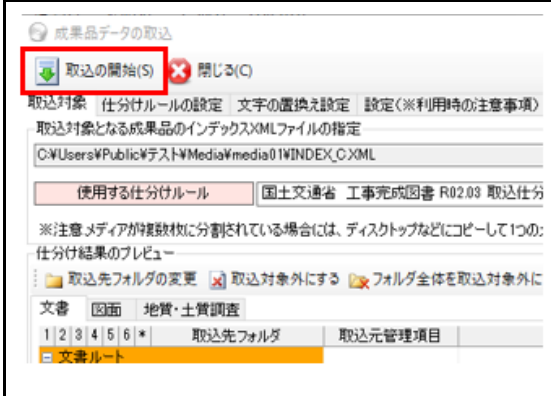 成果品データの取込
取込の開始(S) 閉じる(C)
取込対象 仕分けルールの設定 文字の置換え設定 設定(※利用時の注意事項)
取込対象となる成果品のインデックスXMLファイルの指定
C:¥Users¥Public¥テスト¥Media¥media01¥INDEX_C.XML
使用する仕分けルール 国土交通省 工事完成図書 R02.03 取込仕分
※注意 メディアが複数枚に分割されている場合には、ディスクトップなどにコピーして1つの
仕分け結果のプレビュー
取込先フォルダの変更 取込対象外にする フォルダ全体を取込対象外に
文書 図面 地質・土質調査
1 2 3 4 5 6 * 取込先フォルダ 取込元管理項目
文書ルート